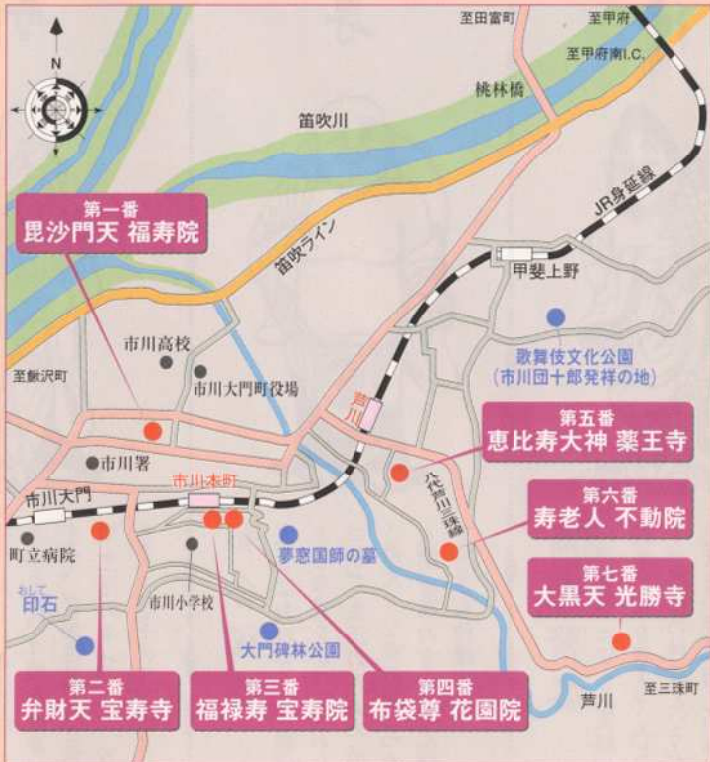 至田富町
至甲府
至甲府南I.C.
N
桃林橋
笛吹川
JR身延線
第一番
毘沙門天 福寿院
笛吹ライン
甲斐上野
市川高校
至鰍沢町
市川大門町役場
歌舞伎文化公園
(市川団十郎発祥の地)
芦川
第五番
恵比寿大神 薬王寺
市川署
市川本町
八代芦川三珠線
市川大門
第六番
寿老人 不動院
町立病院
夢窓国師の墓
第七番
大黒天 光勝寺
おして
印石
市川小学校
大門碑林公園
第二番
弁財天 宝寿寺
第三番
福禄寿 宝寿院
第四番
布袋尊 花園院
芦川
至三珠町